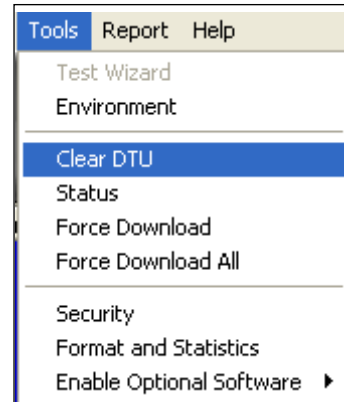 Tools Report Help
Test Wizard
Environment
Clear DTU
Status
Force Download
Force Download All
Security
Format and Statistics
Enable Optional Software